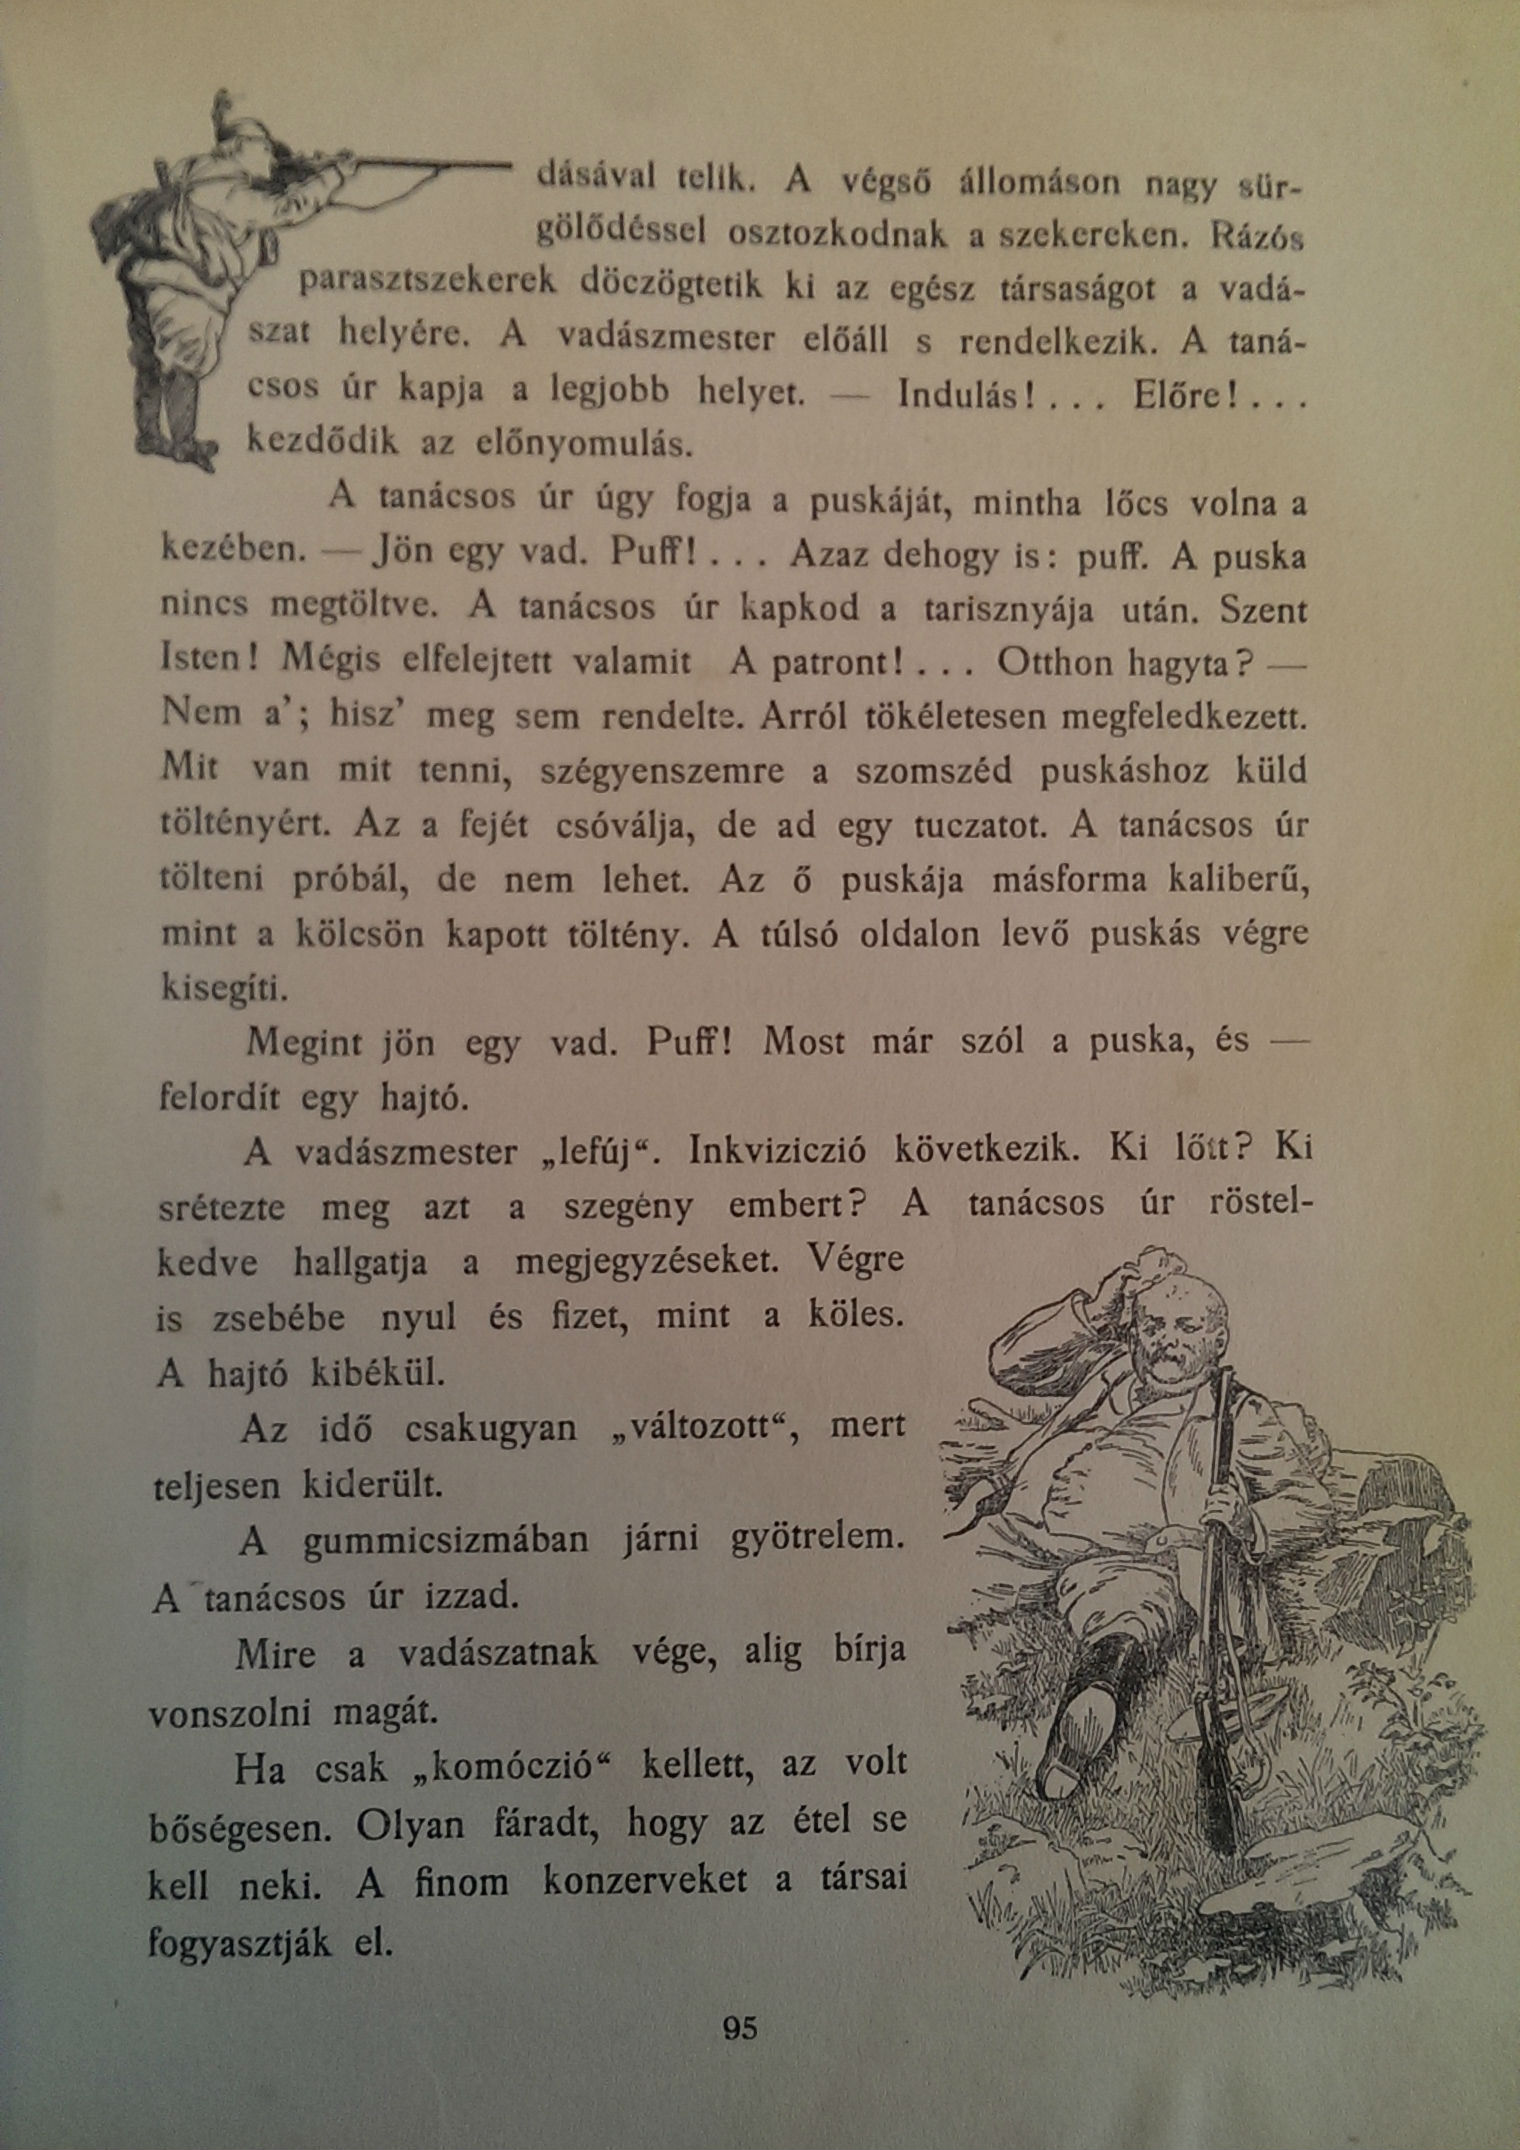 dásával telik. A végső állomáson nagy sür-
gölődéssel osztozkodnak a szekereken. Rázós
parasztszekerek döczögtetik ki az egész társaságot a vadá-
szat helyére. A vadászmester előáll s rendelkezik. A taná-
csos úr kapja a legjobb helyet. — Indulás! . . . Előre! . . .
kezdődik az előnyomulás.
A tanácsos úr úgy fogja a puskáját, mintha lőcs volna a
kezében. — Jön egy vad. Puff! . . . Azaz dehogy is: puff. A puska
nincs megtöltve. A tanácsos úr kapkod a tarisznyája után. Szent
Isten! Mégis elfelejtett valamit A patront! . . . Otthon hagyta? —
Nem a’; hisz’ meg sem rendelte. Arról tökéletesen megfeledkezett.
Mit van mit tenni, szégyenszemre a szomszéd puskáshoz küld
töltényért. Az a fejét csóválja, de ad egy tuczatot. A tanácsos úr
tölteni próbál, de nem lehet. Az ő puskája másforma kaliberű,
mint a kölcsön kapott töltény. A túlsó oldalon levő puskás végre
kisegíti.
Megint jön egy vad. Puff! Most már szól a puska, és —
felordít egy hajtó.
A vadászmester „lefúj“. Inkviziczió következik. Ki lőtt? Ki
srétezte meg azt a szegény embert? A tanácsos úr röstel-
kedve hallgatja a megjegyzéseket. Végre
is zsebébe nyul és fizet, mint a köles.
A hajtó kibékül.
Az idő csakugyan „változott“, mert
teljesen kiderült.
A gummicsizmában járni gyötrelem.
A tanácsos úr izzad.
Mire a vadászatnak vége, alig bírja
vonszolni magát.
Ha csak „komóczió“ kellett, az volt
bőségesen. Olyan fáradt, hogy az étel se
kell neki. A finom konzerveket a társai
fogyasztják el.
95